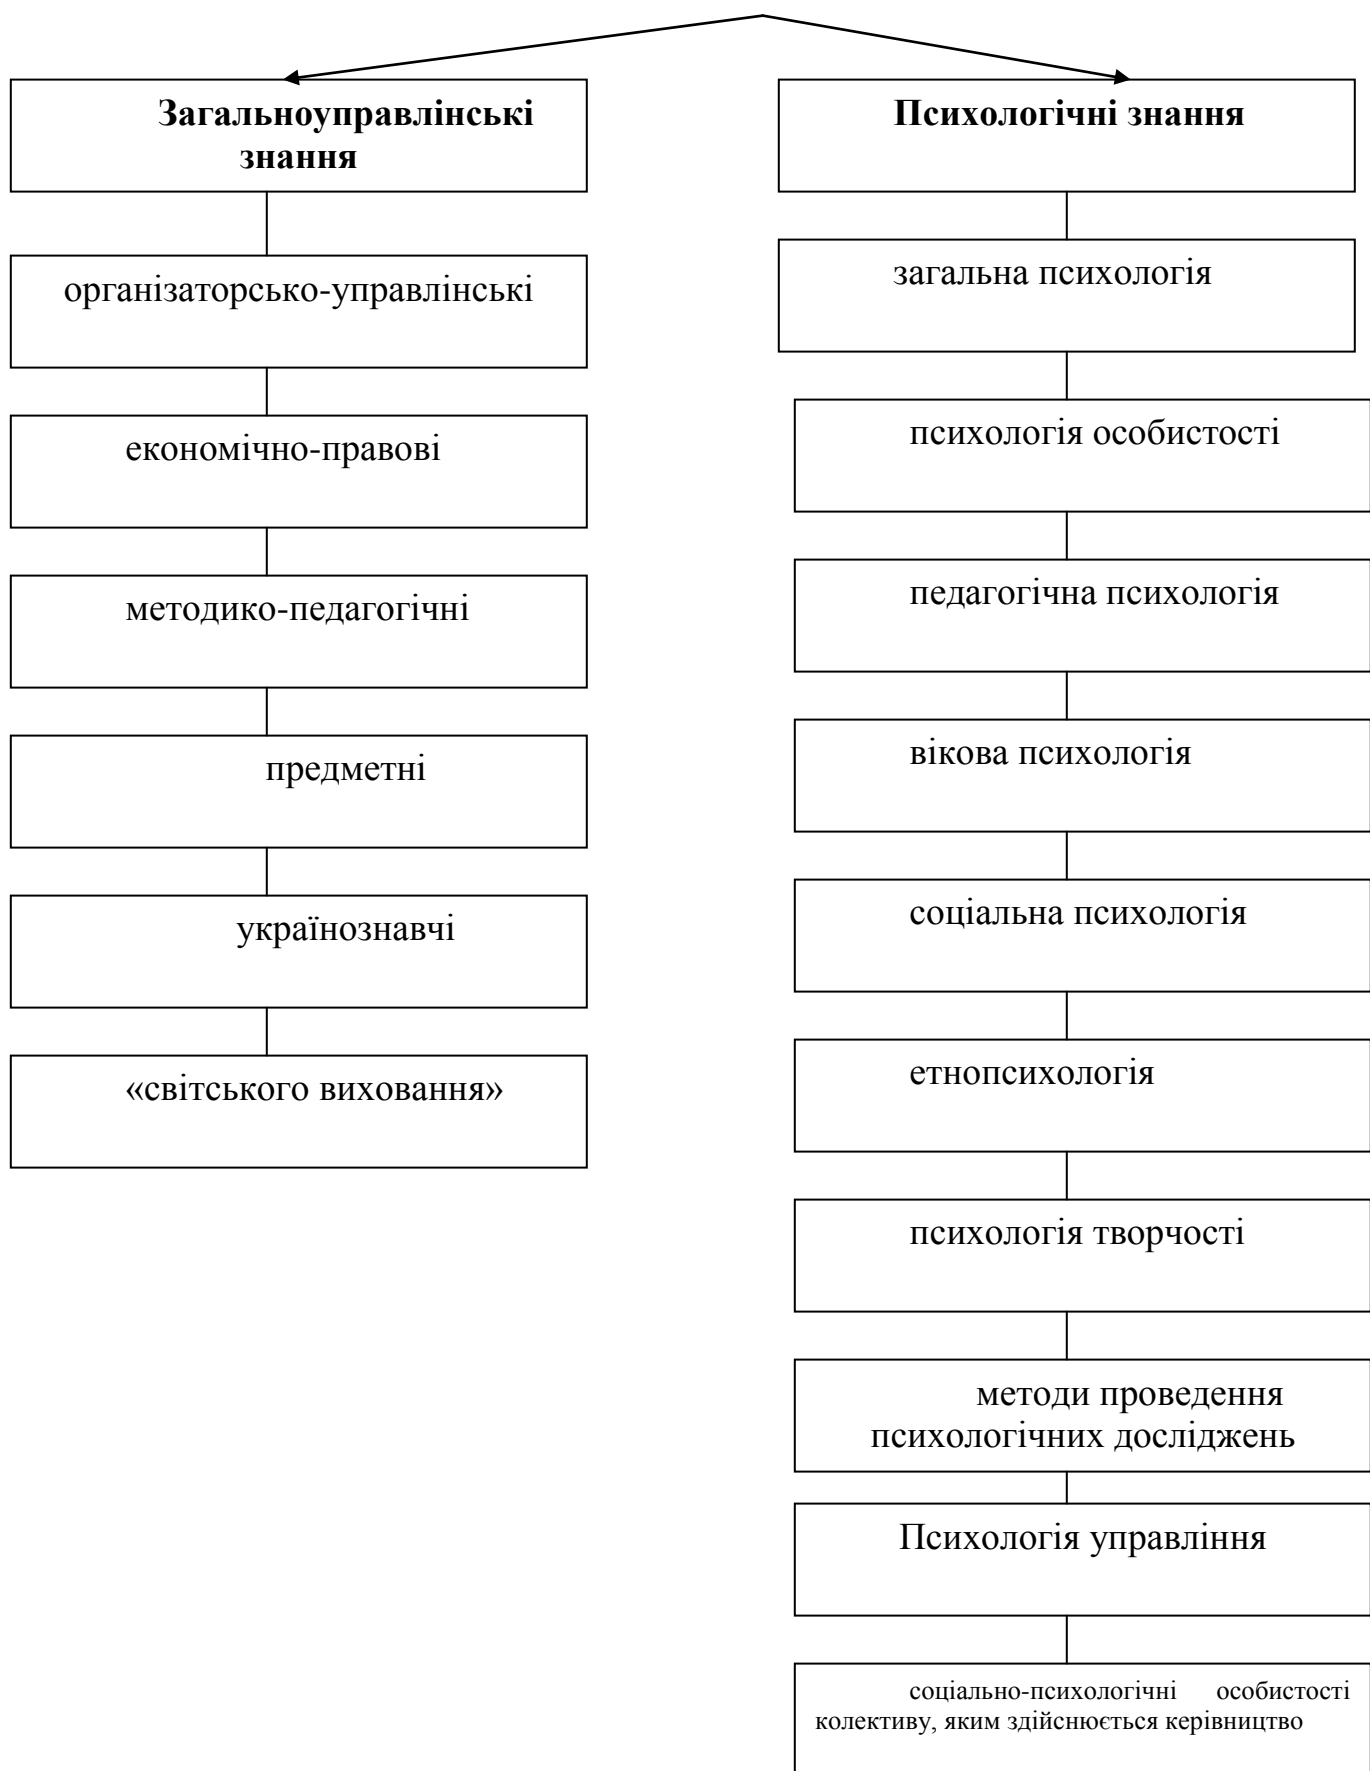 Загальноуправлінські
знання
організаторсько-управлінські
економічно-правові
методико-педагогічні
предметні
українознавчі
«світського виховання»
Психологічні знання
загальна психологія
психологія особистості
педагогічна психологія
вікова психологія
соціальна психологія
етнопсихологія
психологія творчості
методи проведення
психологічних досліджень
Психологія управління
соціально-психологічні особистості
колективу, яким здійснюється керівництво